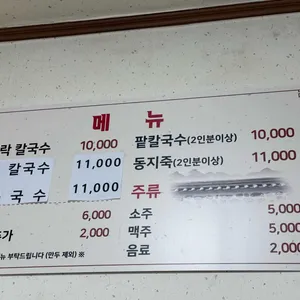 메 뉴
락 칼국수 10,000
칼국수 11,000
국 수 11,000
6,000
추가 2,000
뉴 부탁드립니다 (만두 제외) ※
팥칼국수(2인분이상) 10,000
동지죽(2인분이상) 11,000
주류
소주 5,000
맥주 5,000
음료 2,000